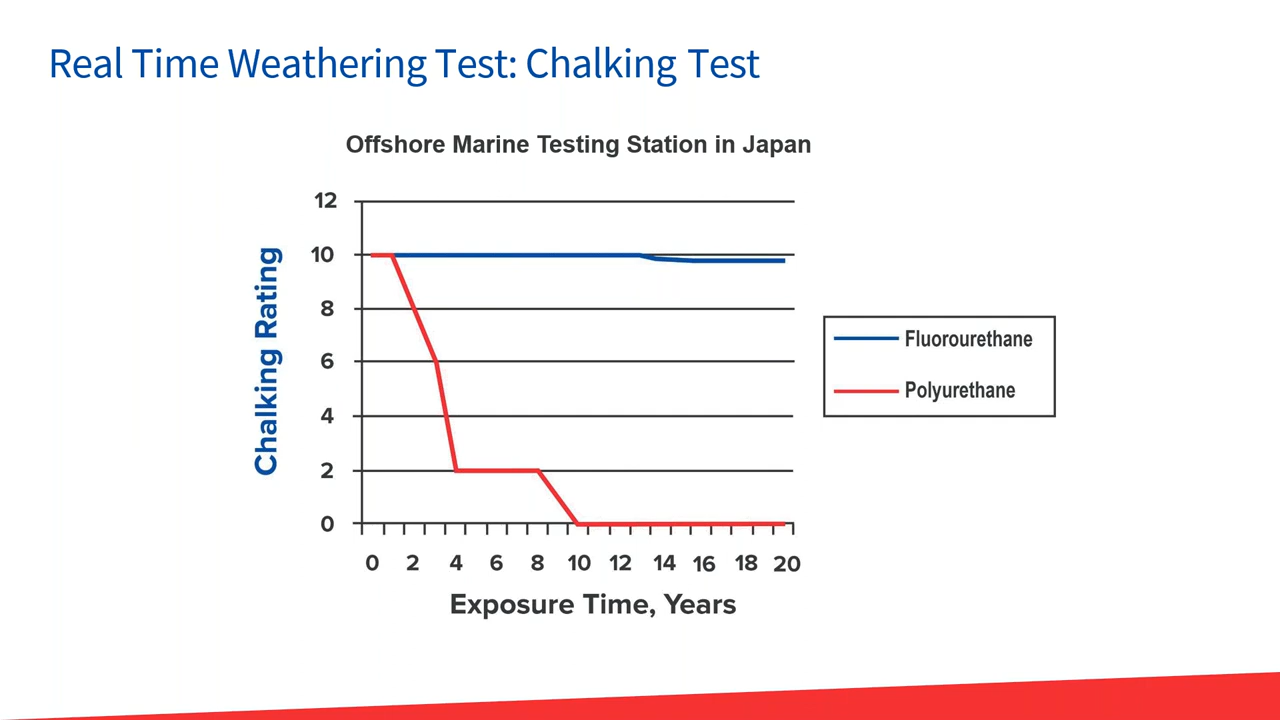 Real Time Weathering Test: Chalking Test
Offshore Marine Testing Station in Japan
12
10
8
6
4
2
0
Chalking Rating
0 2 4 6 8 10 12 14 16 18 20
Exposure Time, Years
Fluorourethane
Polyurethane